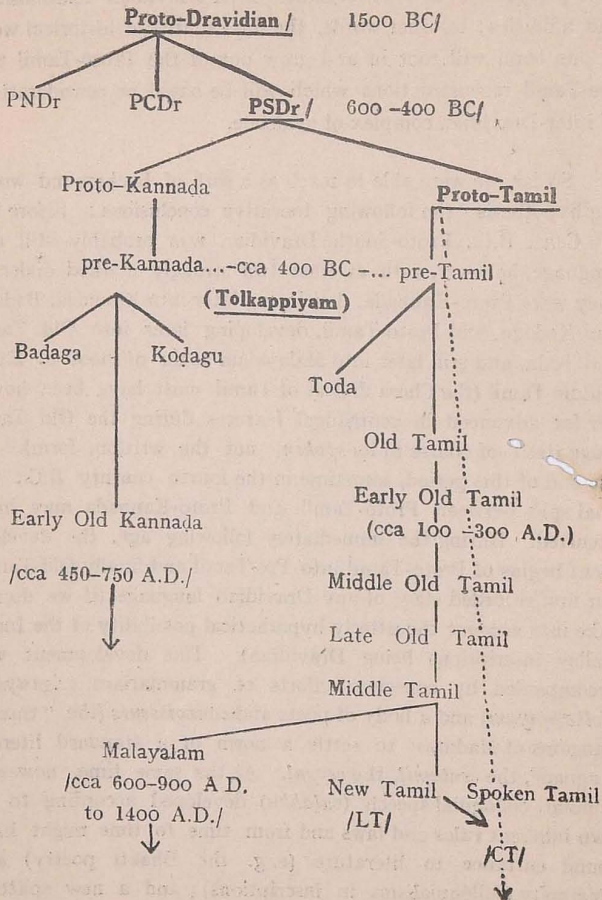 Proto-Dravidian / 1500 BC/
PNDr PCDr PSDr / 600 -400 BC/
Proto-Kannada Proto-Tamil
pre-Kannada...-cca 400 BC -... pre-Tamil
(Tolkappiyam)
Badaga Kodagu
Toda
Old Tamil
Early Old Kannada Early Old Tamil
(cca 100 -300 A.D.)
/cca 450-750 A.D./ Middle Old Tamil
Late Old Tamil
Middle Tamil
Malayalam
/cca 600-900 A D. New Tamil Spoken Tamil
to 1400 A.D./ /LT/
/CT/